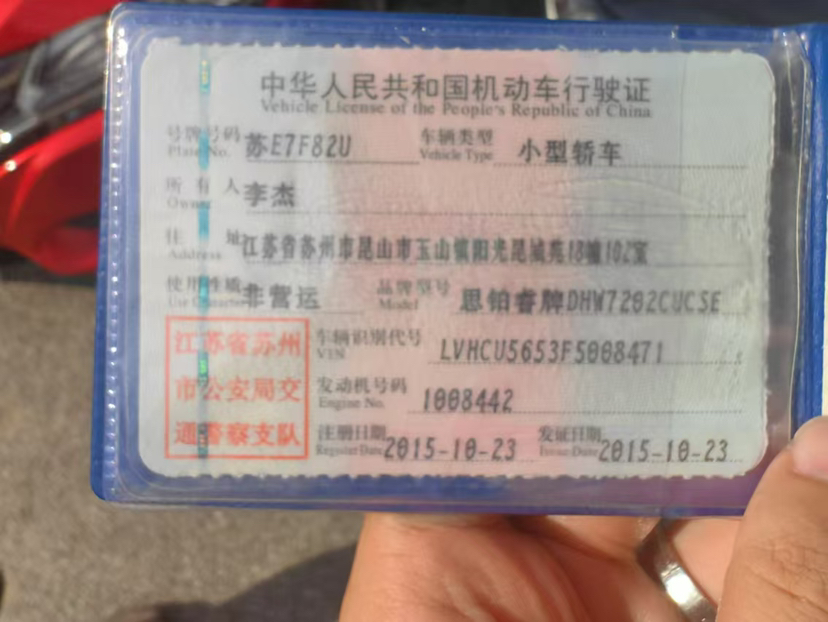 中华人民共和国机动车行驶证
Vehicle License of the People's Republic of China
号牌号码 苏E7F82U 车辆类型 小型轿车
Plate No. Vehicle Type
所有人 李杰
Owner
住址 江苏省苏州市昆山市玉山镇阳光昆城苑18幢102室
Address
使用性质 非营运 品牌型号 思铂睿牌DHW7202CUCSE
Use Character Model
江苏省苏州 车辆识别代号 LVHCU5653F5008471
VIN
市公安局交 发动机号码 1008442
Engine No.
通警察支队 注册日期 2015-10-23 发证日期 2015-10-23
Register Date Issue Date